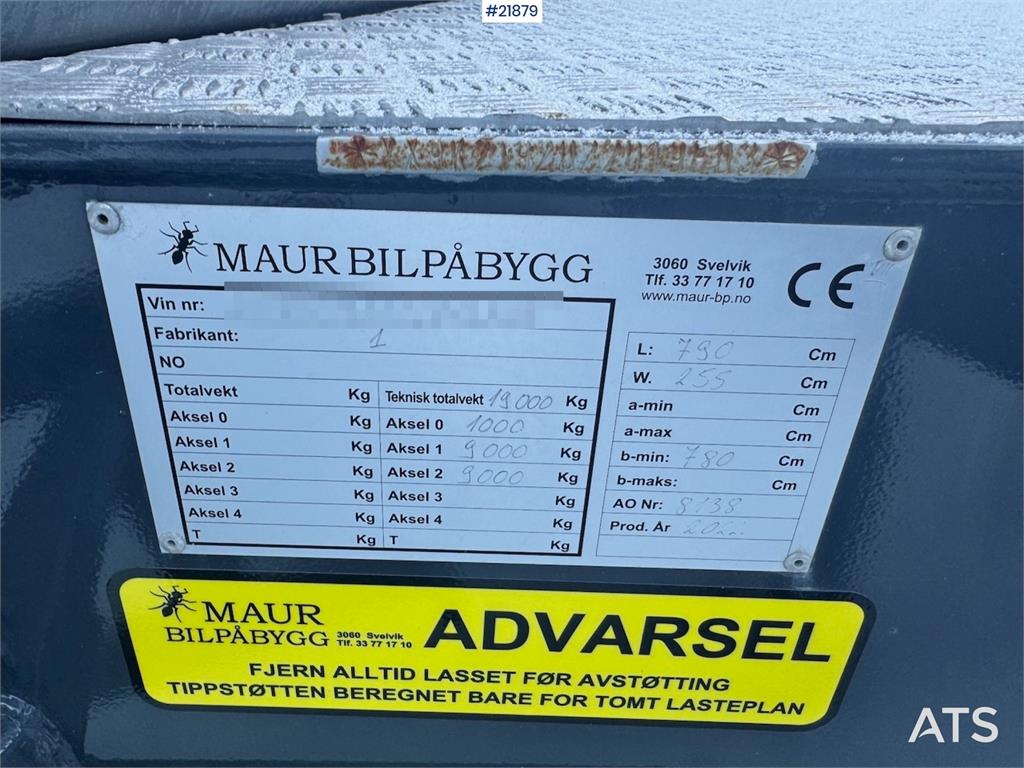 #21879
MAUR BILPÅBYGG
3060 Svelvik
Tlf. 33 77 17 10
www.maur-bp.no
CE
Vin nr:
Fabrikant: 1
NO
Totalvekt Kg Teknisk totalvekt 19000 Kg
Aksel 0 Kg Aksel 0 1000 Kg
Aksel 1 Kg Aksel 1 9000 Kg
Aksel 2 Kg Aksel 2 9000 Kg
Aksel 3 Kg Aksel 3 Kg
Aksel 4 Kg Aksel 4 Kg
T Kg T Kg
L: 790 Cm
W. 255 Cm
a-min Cm
a-max Cm
b-min: 780 Cm
b-maks: Cm
AO Nr: 8138
Prod. År
MAUR
BILPÅBYGG
3060 Svelvik
Tlf. 33 77 17 10
ADVARSEL
FJERN ALLTID LASSET FØR AVSTØTTING
TIPPSTØTTEN BEREGNET BARE FOR TOMT LASTEPLAN
ATS